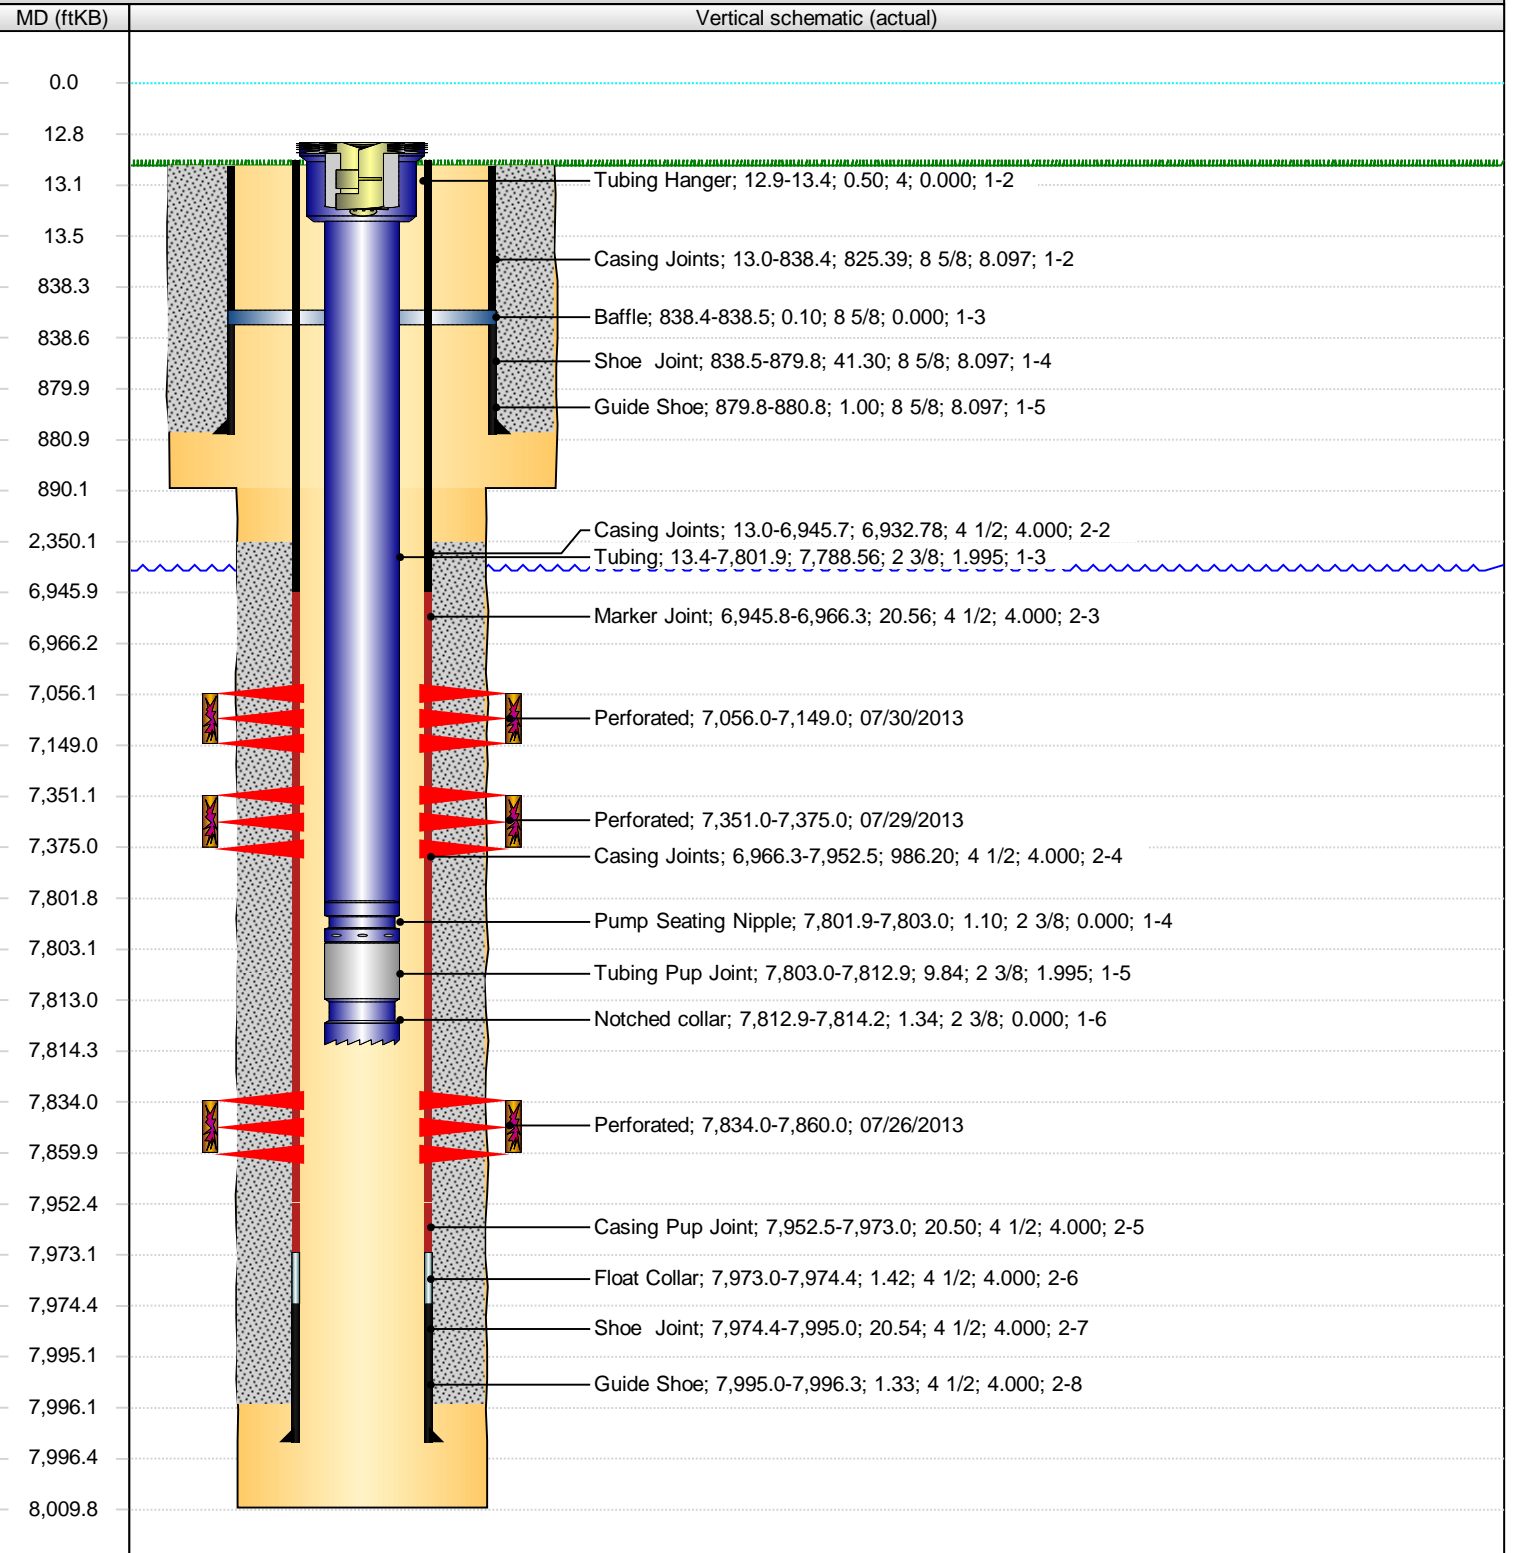 MD (ftKB)
Vertical schematic (actual)
0.0
12.8
Tubing Hanger; 12.9-13.4; 0.50; 4; 0.000; 1-2
13.1
13.5
Casing Joints; 13.0-838.4; 825.39; 8 5/8; 8.097; 1-2
838.3
Baffle; 838.4-838.5; 0.10; 8 5/8; 0.000; 1-3
838.6
Shoe  Joint; 838.5-879.8; 41.30; 8 5/8; 8.097; 1-4
879.9
Guide Shoe; 879.8-880.8; 1.00; 8 5/8; 8.097; 1-5
880.9
890.1
Casing Joints; 13.0-6,945.7; 6,932.78; 4 1/2; 4.000; 2-2
2,350.1
Tubing; 13.4-7,801.9; 7,788.56; 2 3/8; 1.995; 1-3
6,945.9
Marker Joint; 6,945.8-6,966.3; 20.56; 4 1/2; 4.000; 2-3
6,966.2
7,056.1
Perforated; 7,056.0-7,149.0; 07/30/2013
7,149.0
7,351.1
Perforated; 7,351.0-7,375.0; 07/29/2013
7,375.0
Casing Joints; 6,966.3-7,952.5; 986.20; 4 1/2; 4.000; 2-4
7,801.8
Pump Seating Nipple; 7,801.9-7,803.0; 1.10; 2 3/8; 0.000; 1-4
7,803.1
Tubing Pup Joint; 7,803.0-7,812.9; 9.84; 2 3/8; 1.995; 1-5
7,813.0
Notched collar; 7,812.9-7,814.2; 1.34; 2 3/8; 0.000; 1-6
7,814.3
7,834.0
Perforated; 7,834.0-7,860.0; 07/26/2013
7,859.9
7,952.4
Casing Pup Joint; 7,952.5-7,973.0; 20.50; 4 1/2; 4.000; 2-5
7,973.1
Float Collar; 7,973.0-7,974.4; 1.42; 4 1/2; 4.000; 2-6
7,974.4
Shoe  Joint; 7,974.4-7,995.0; 20.54; 4 1/2; 4.000; 2-7
7,995.1
Guide Shoe; 7,995.0-7,996.3; 1.33; 4 1/2; 4.000; 2-8
7,996.1
7,996.4
8,009.8